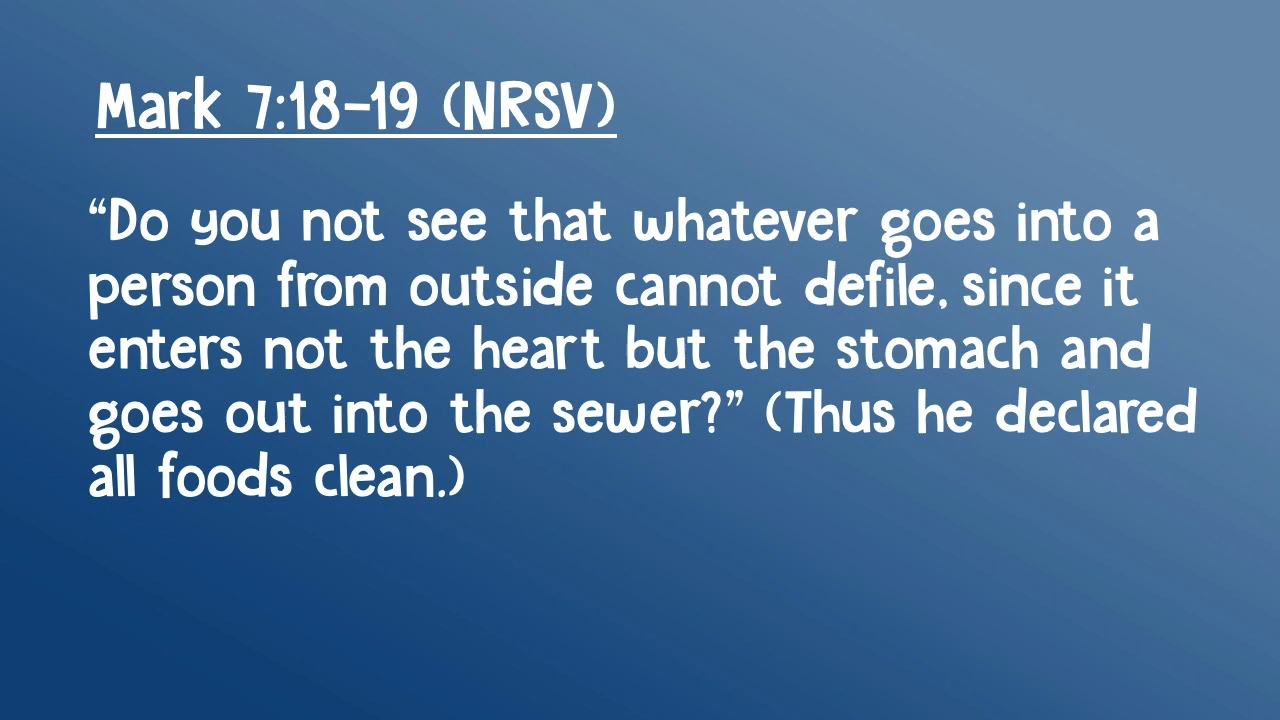 Mark 7:18–19 (NRSV)
“Do you not see that whatever goes into a
person from outside cannot defile, since it
enters not the heart but the stomach and
goes out into the sewer?” (Thus he declared
all foods clean.)